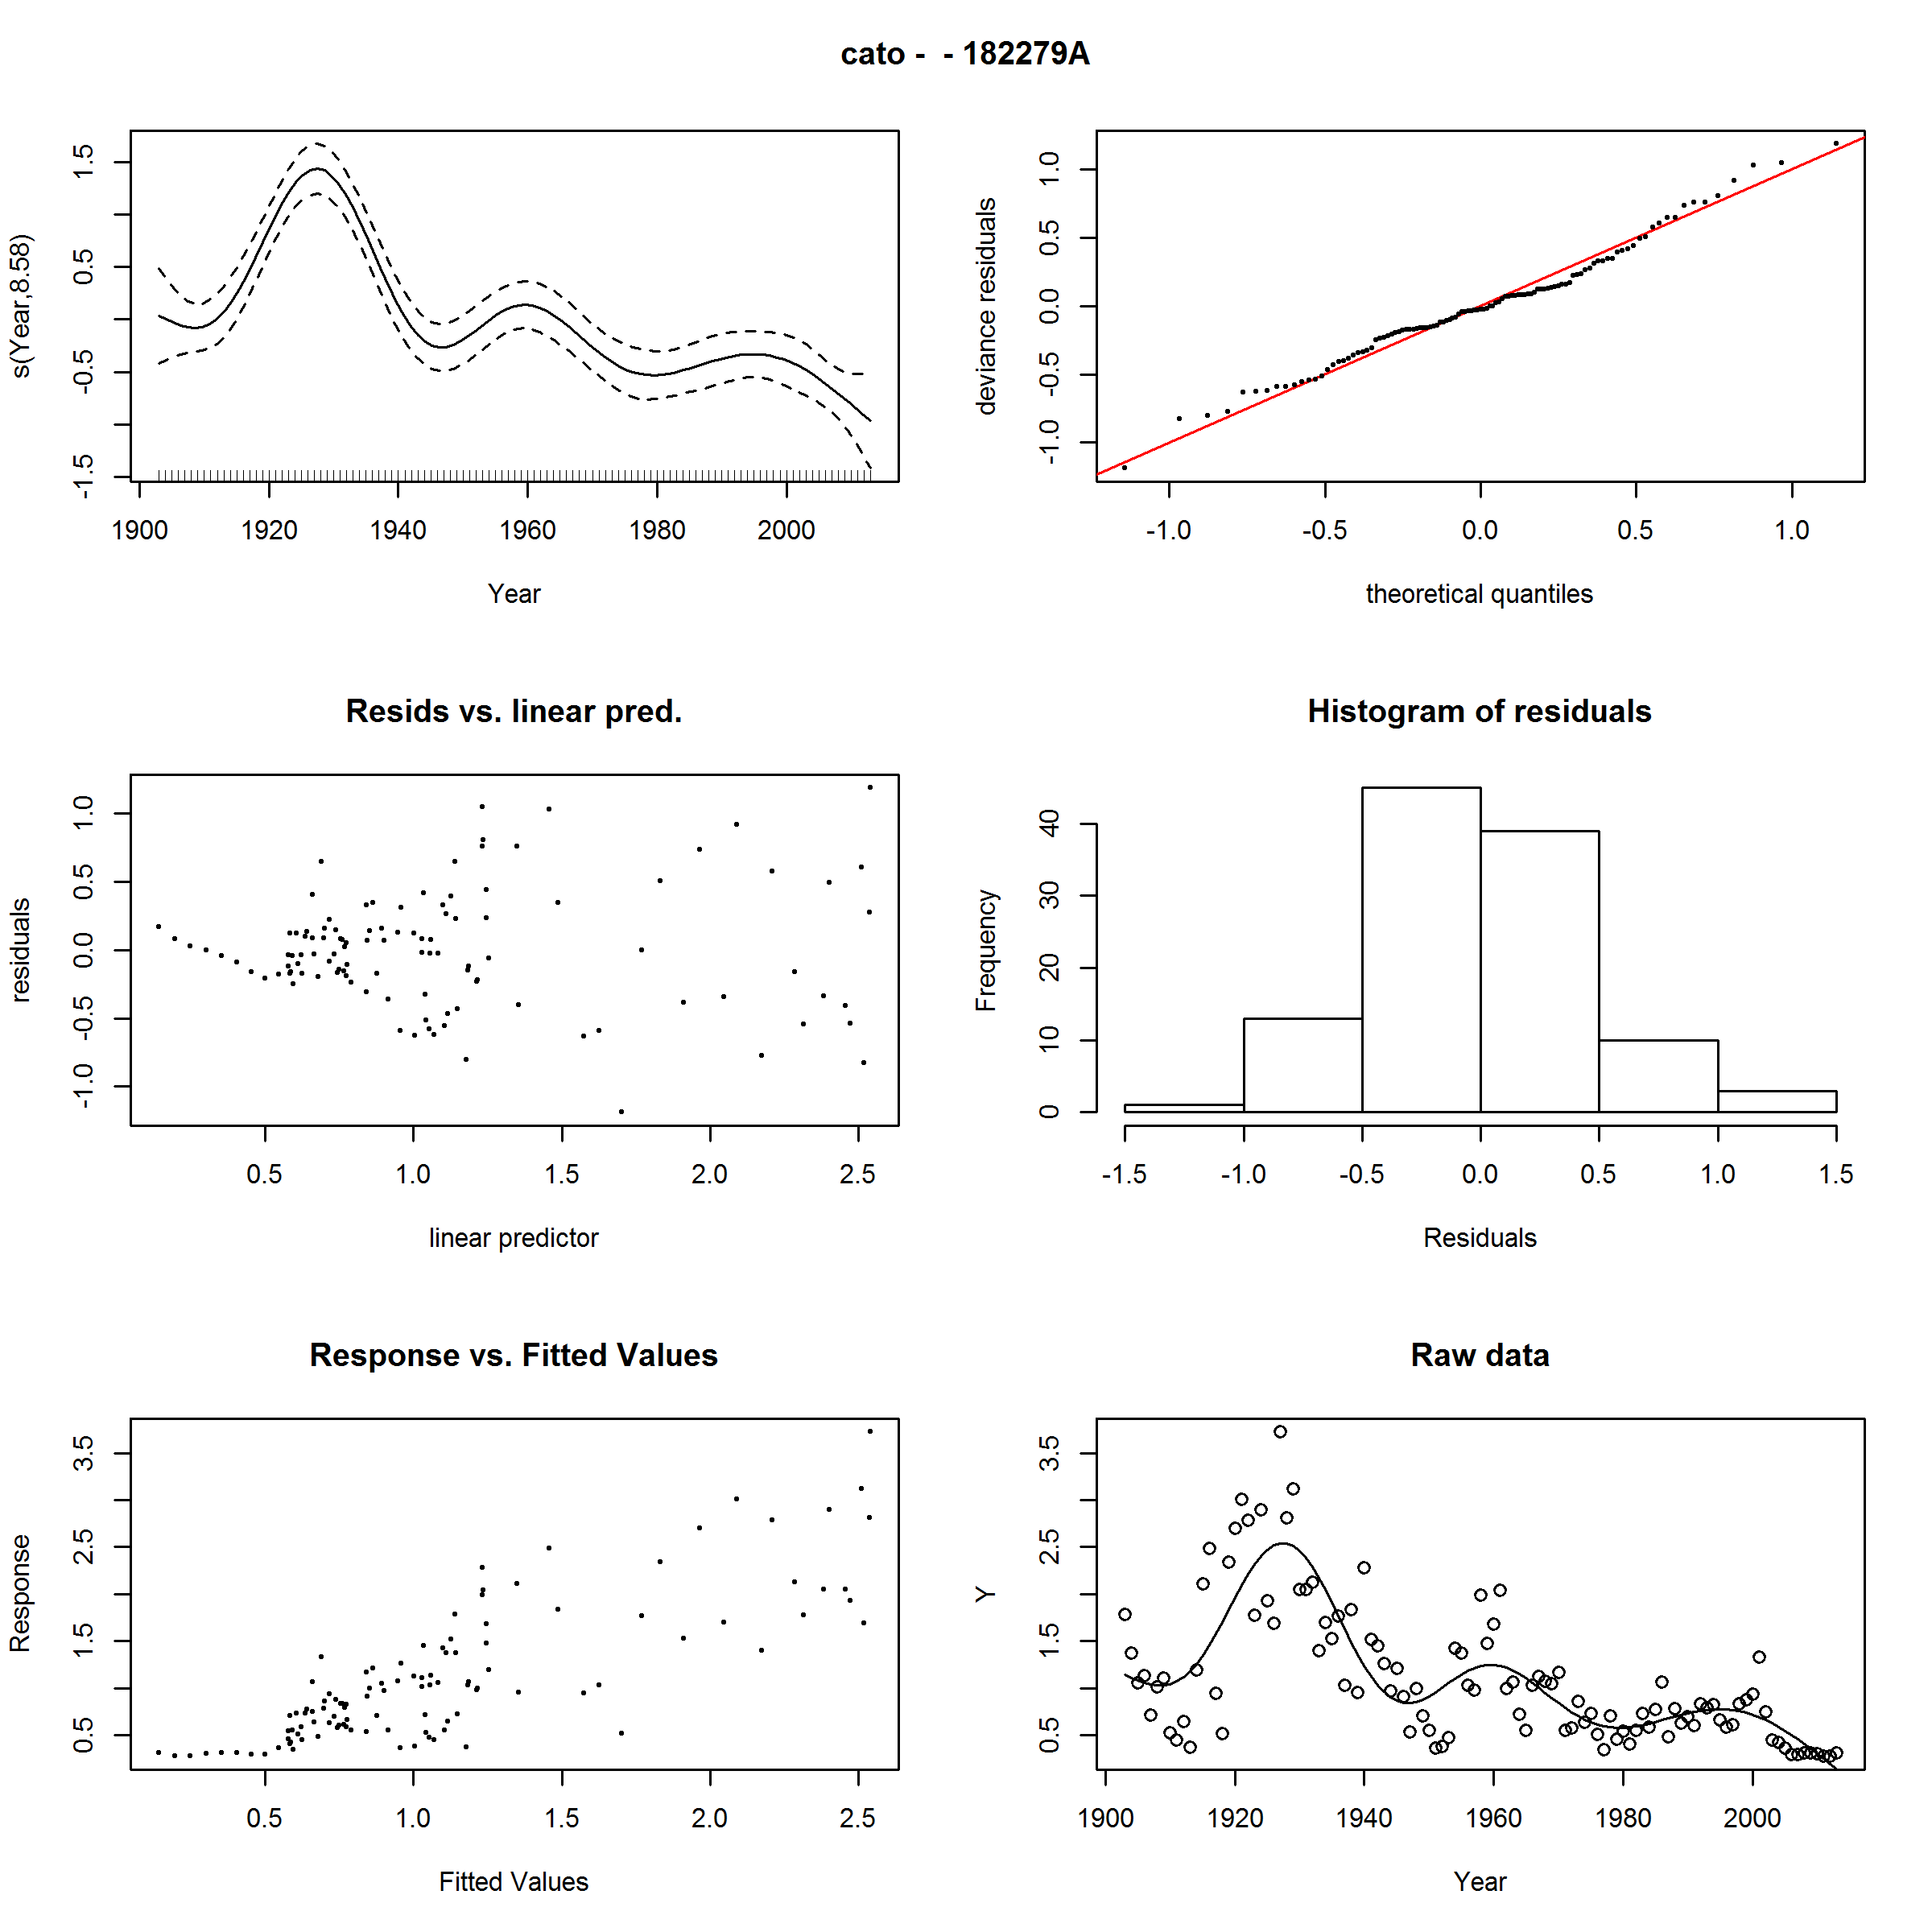 cato -  - 182279A
s(Year,8.58)
-1.5 -0.5 0.5 1.5
1900 1920 1940 1960 1980 2000
Year
deviance residuals
-1.0 -0.5 0.0 0.5 1.0
-1.0 -0.5 0.0 0.5 1.0
theoretical quantiles
Resids vs. linear pred.
residuals
-1.0 -0.5 0.0 0.5 1.0
0.5 1.0 1.5 2.0 2.5
linear predictor
Histogram of residuals
Frequency
0 10 20 30 40
-1.5 -1.0 -0.5 0.0 0.5 1.0 1.5
Residuals
Response vs. Fitted Values
Response
0.5 1.5 2.5 3.5
0.5 1.0 1.5 2.0 2.5
Fitted Values
Raw data
Y
0.5 1.5 2.5 3.5
1900 1920 1940 1960 1980 2000
Year